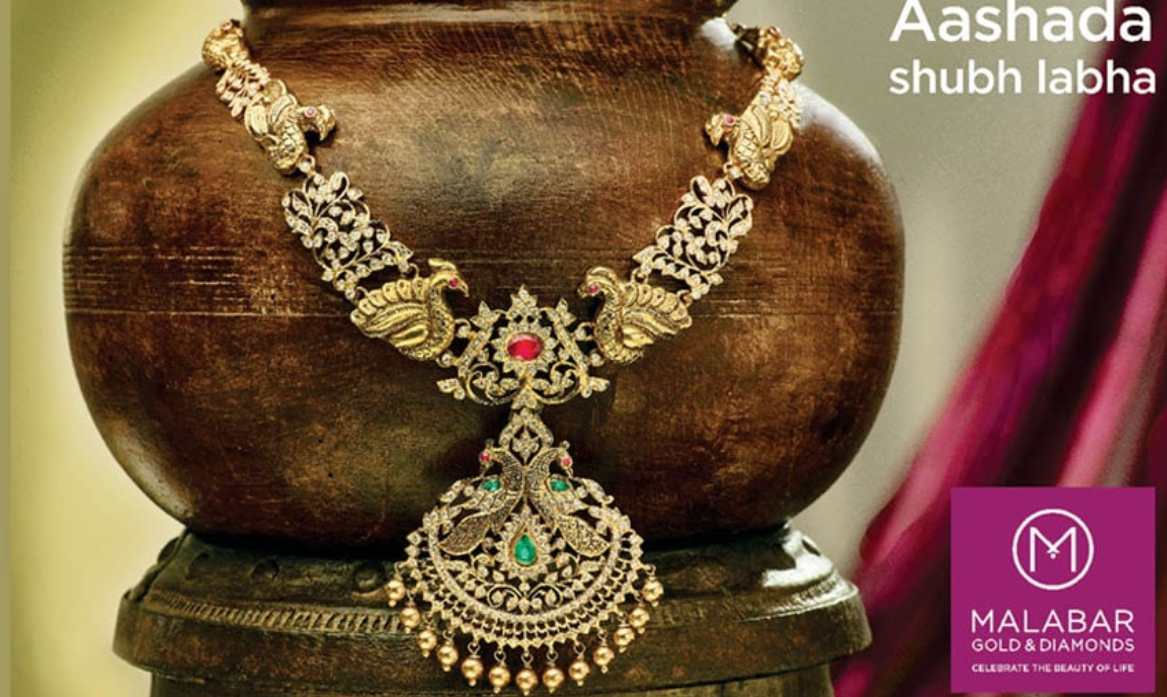 Aashada
shubh labha
M
MALABAR
GOLD & DIAMONDS
CELEBRATE THE BEAUTY OF LIFE